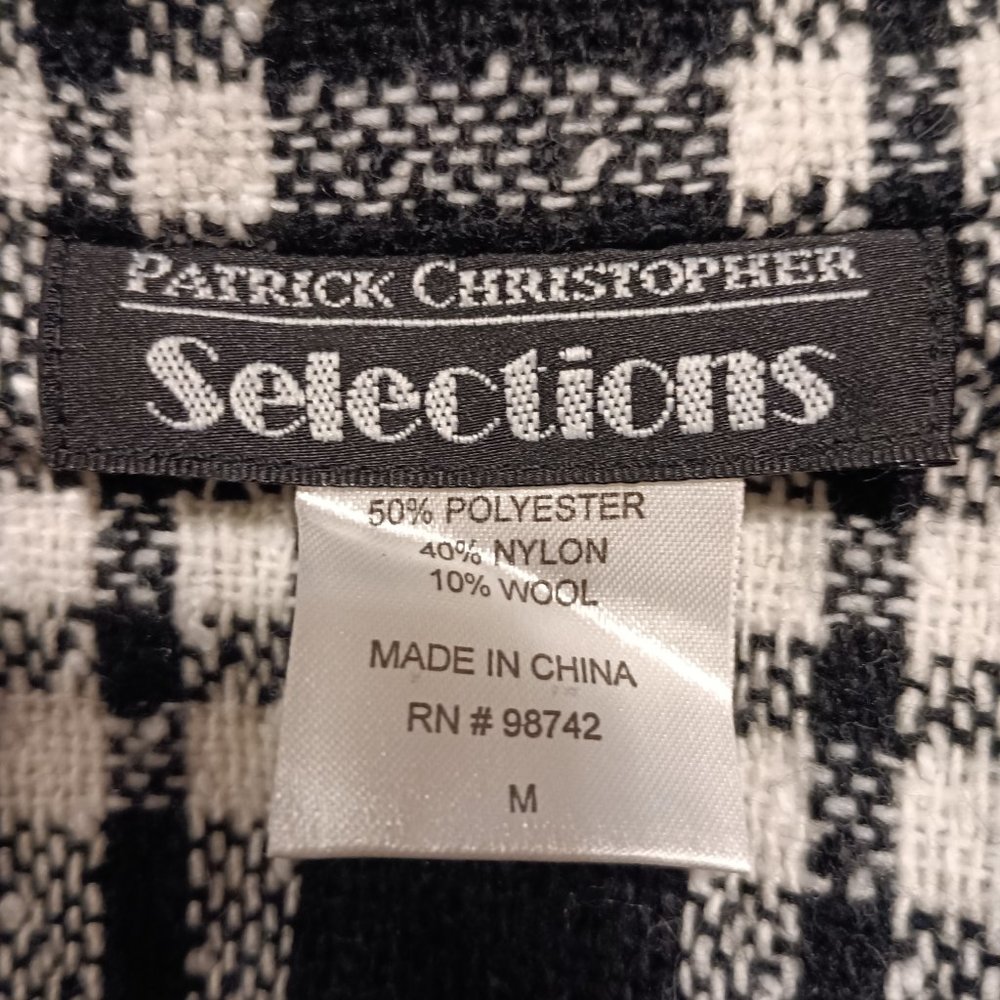 PATRICK CHRISTOPHER
Selections
50% POLYESTER
40% NYLON
10% WOOL
MADE IN CHINA
RN # 98742
M